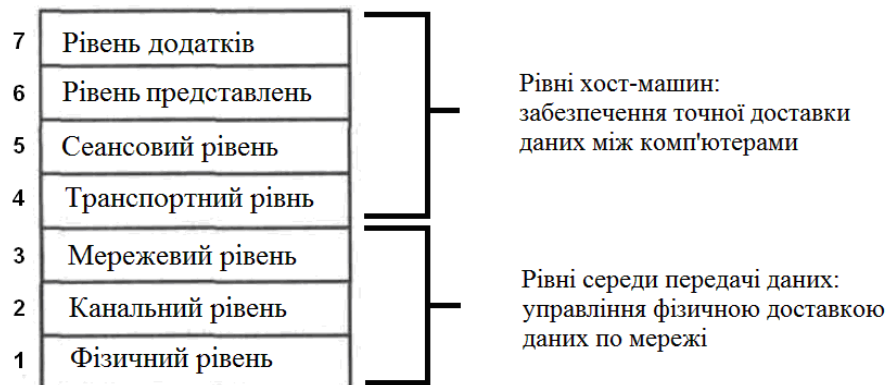 7 Рівень додатків
6 Рівень представлень
5 Сеансовий рівень
4 Транспортний рівнь
3 Мережевий рівень
2 Канальний рівень
1 Фізичний рівень
Рівні хост-машин:
забезпечення точної доставки
даних між комп'ютерами
Рівні середи передачі даних:
управління фізичною доставкою
даних по мережі